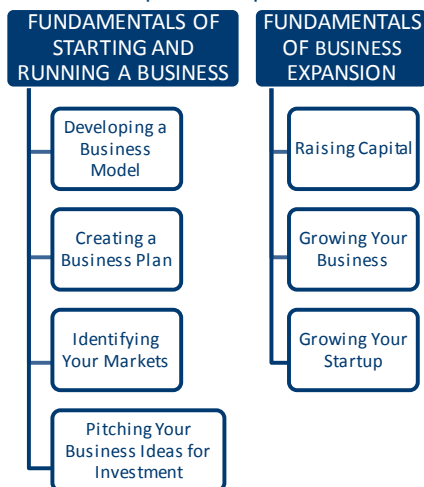 FUNDAMENTALS OF
STARTING AND
RUNNING A BUSINESS
Developing a
Business
Model
Creating a
Business Plan
Identifying
Your Markets
Pitching Your
Business Ideas for
Investment
FUNDAMENTALS
OF BUSINESS
EXPANSION
Raising Capital
Growing Your
Business
Growing Your
Startup